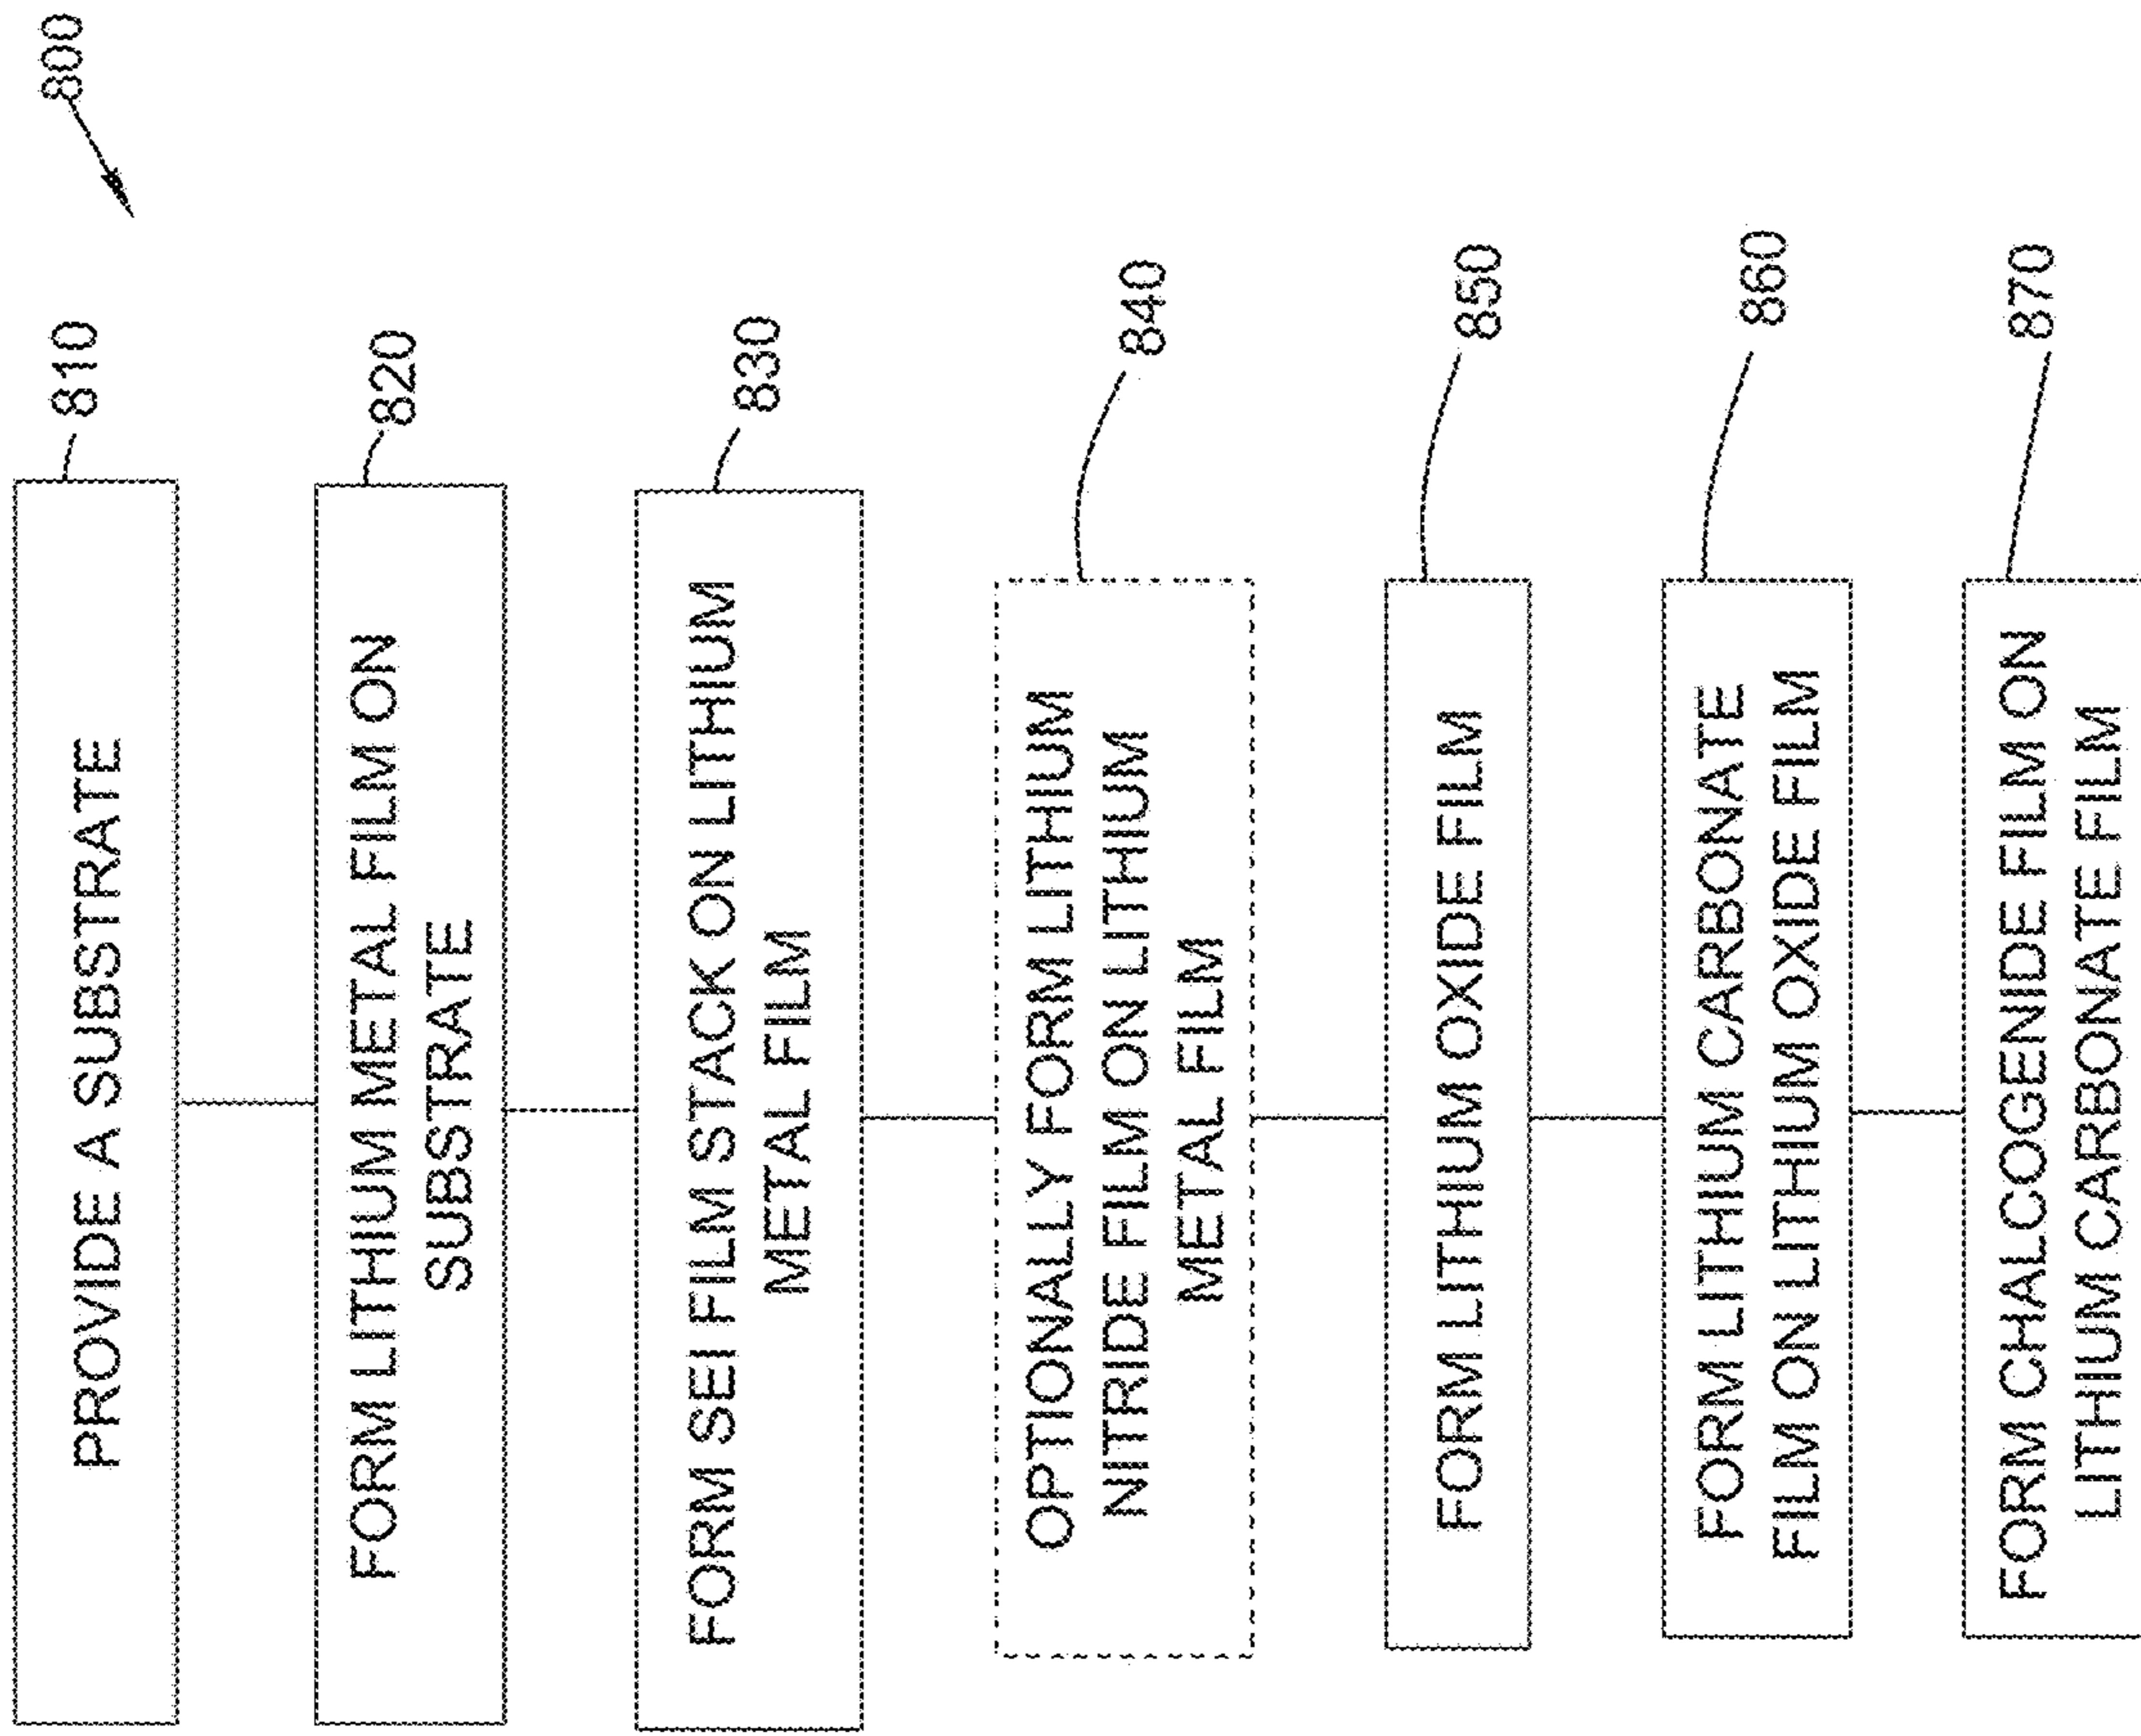 800
PROVIDE A SUBSTRATE
810
FORM LITHIUM METAL FILM ON
SUBSTRATE
820
FORM SEI FILM STACK ON LITHIUM
METAL FILM
830
OPTIONALLY FORM LITHIUM
NITRIDE FILM ON LITHIUM
METAL FILM
840
FORM LITHIUM OXIDE FILM
850
FORM LITHIUM CARBONATE
FILM ON LITHIUM OXIDE FILM
860
FORM CHALCOGENIDE FILM ON
LITHIUM CARBONATE FILM
870